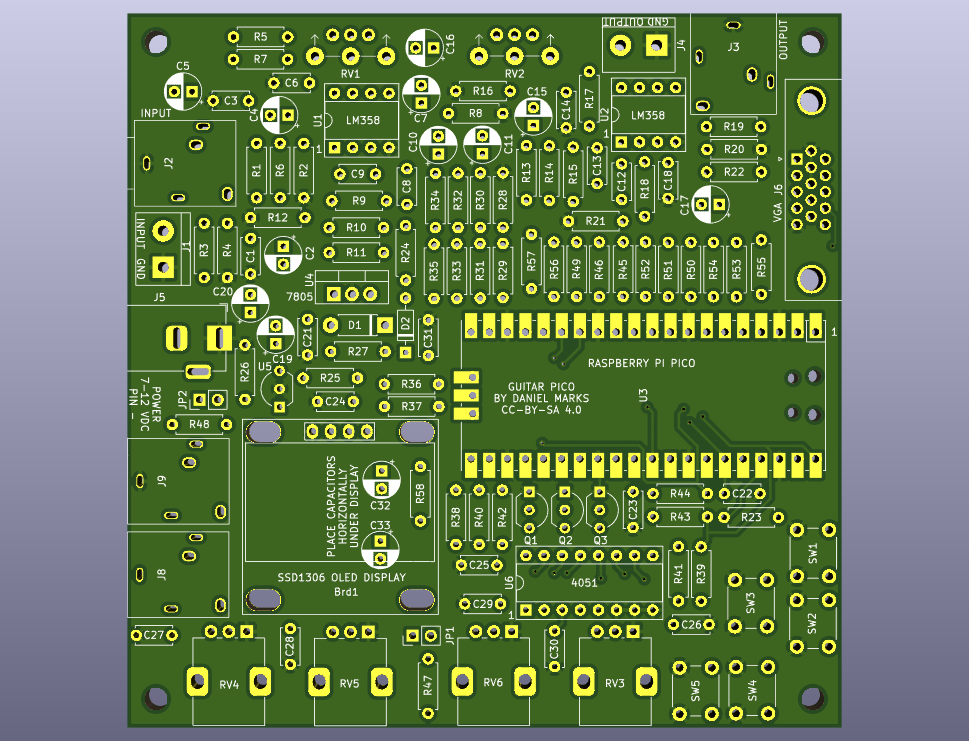 GND OUTPUT
R5
C16
J4
J3
OUTPUT
R7
RV1
RV2
C5
C6
C3
C4
INPUT
U1
LM358
1
C7
R16
C15
R8
C14
R17
U2
LM358
1
R19
R20
R22
C10
C11
J2
R1
R6
R2
C9
C8
R34
R32
R30
R28
R13
R14
R15
C13
C12
R18
C18
C17
VGA J6
R9
R12
R10
R11
R21
INPUT
GND
J1
R3
R4
C1
C2
R24
R35
R33
R31
R29
R57
R56
R49
R46
R45
R52
R51
R50
R54
R53
R55
J5
C20
7805
U4
D1
D2
C21
C31
R27
C19
R26
U5
R25
R36
C24
R37
1
RASPBERRY PI PICO
GUITAR PICO
BY DANIEL MARKS
CC-BY-SA 4.0
U3
POWER
7-12 VDC
PIN -
JP2
R48
J9
PLACE CAPACITORS
HORIZONTALLY
UNDER DISPLAY
C32
C33
R58
R38
R40
R42
Q1
Q2
Q3
C23
R44
C22
R43
R23
SW1
J8
SSD1306 OLED DISPLAY
Brd1
C25
U6
4051
1
R41
R39
SW3
SW2
C29
C26
C27
C28
JP1
C30
RV4
RV5
R47
RV6
RV3
SW5
SW4